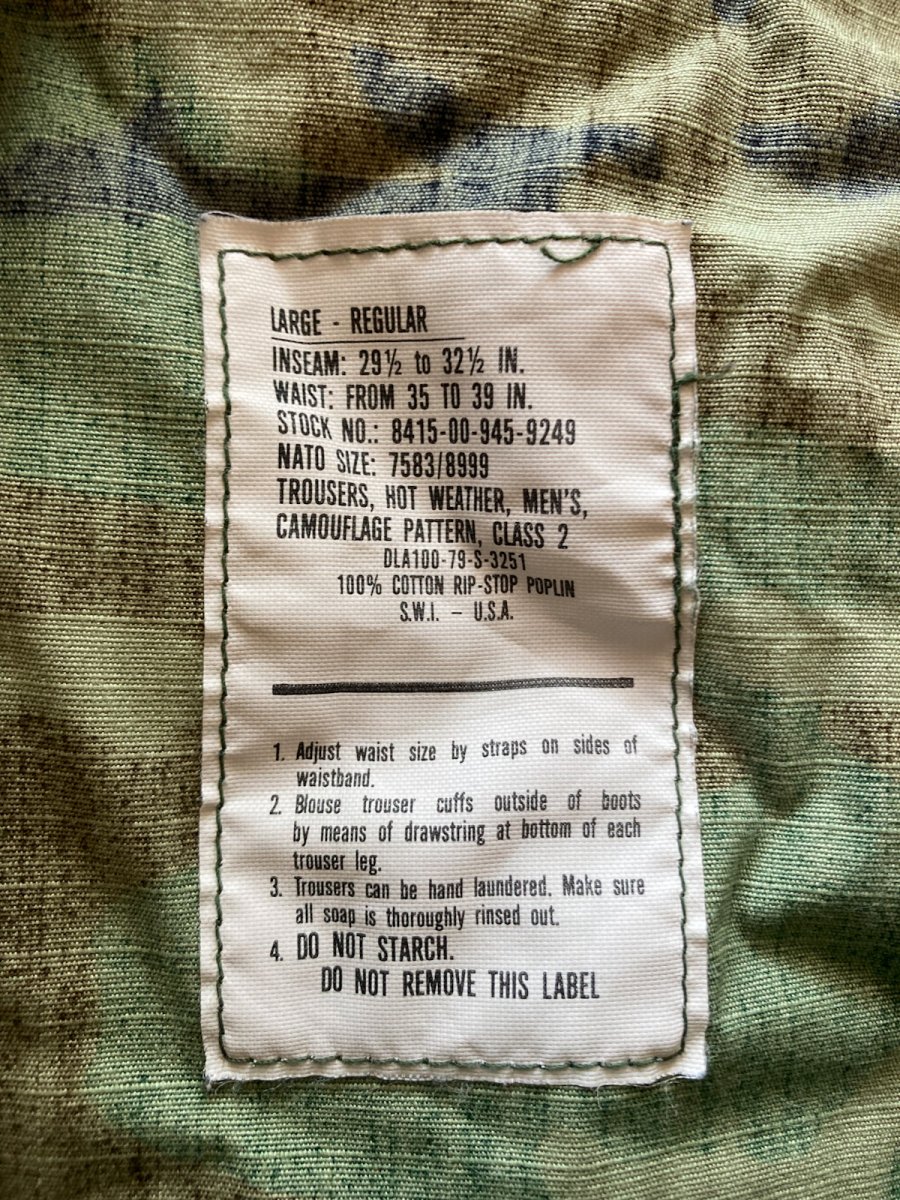 LARGE - REGULAR
INSEAM: 29½ to 32½ IN.
WAIST: FROM 35 TO 39 IN.
STOCK NO.: 8415-00-945-9249
NATO SIZE: 7583/8999
TROUSERS, HOT WEATHER, MEN'S,
CAMOUFLAGE PATTERN, CLASS 2
DLA100-79-S-3251
100% COTTON RIP-STOP POPLIN
S.W.I. – U.S.A.
1. Adjust waist size by straps on sides of
waistband.
2. Blouse trouser cuffs outside of boots
by means of drawstring at bottom of each
trouser leg.
3. Trousers can be hand laundered. Make sure
all soap is thoroughly rinsed out.
4. DO NOT STARCH.
DO NOT REMOVE THIS LABEL